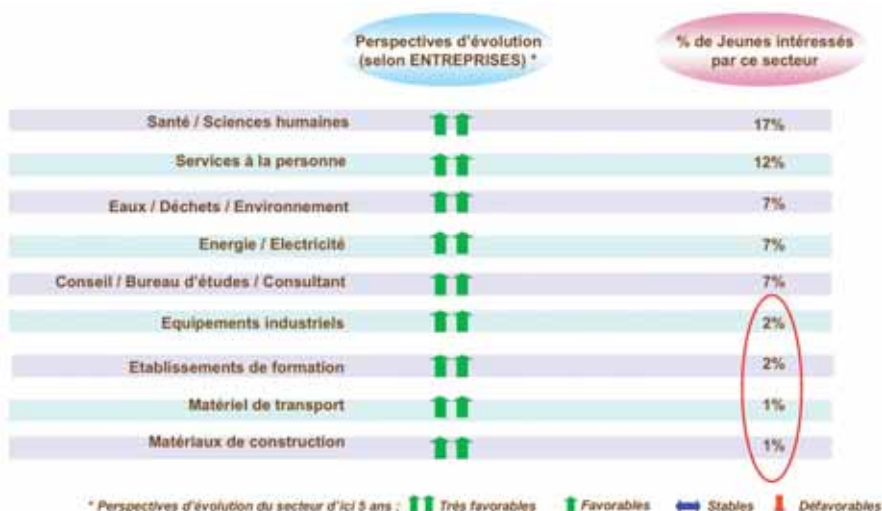 Perspectives d'évolution
(selon ENTREPRISES) *
% de Jeunes intéressés
par ce secteur
Santé / Sciences humaines 17%
Services à la personne 12%
Eaux / Déchets / Environnement 7%
Energie / Electricité 7%
Conseil / Bureau d'études / Consultant 7%
Equipements industriels 2%
Etablissements de formation 2%
Matériel de transport 1%
Matériaux de construction 1%
* Perspectives d'évolution du secteur d'ici 5 ans : Très favorables Favorables Stables Défavorables